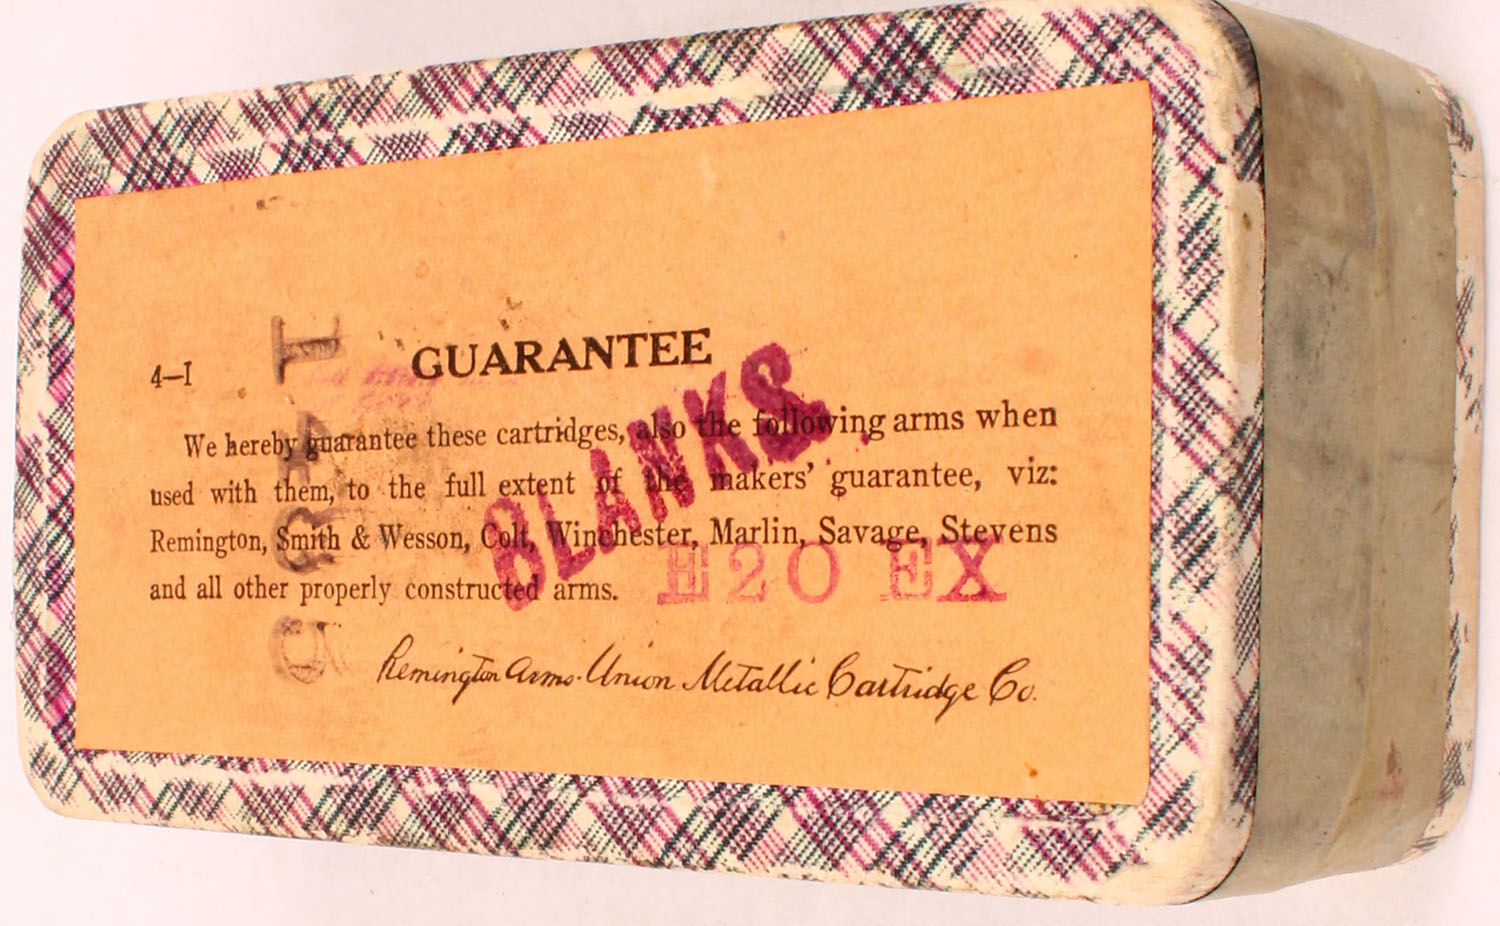 GUARANTEE
4–I
We hereby guarantee these cartridges, also the following arms when
used with them, to the full extent of the makers' guarantee, viz:
Remington, Smith & Wesson, Colt, Winchester, Marlin, Savage, Stevens
and all other properly constructed arms.
Remington Arms-Union Metallic Cartridge Co.
BLANKS
E20 EX